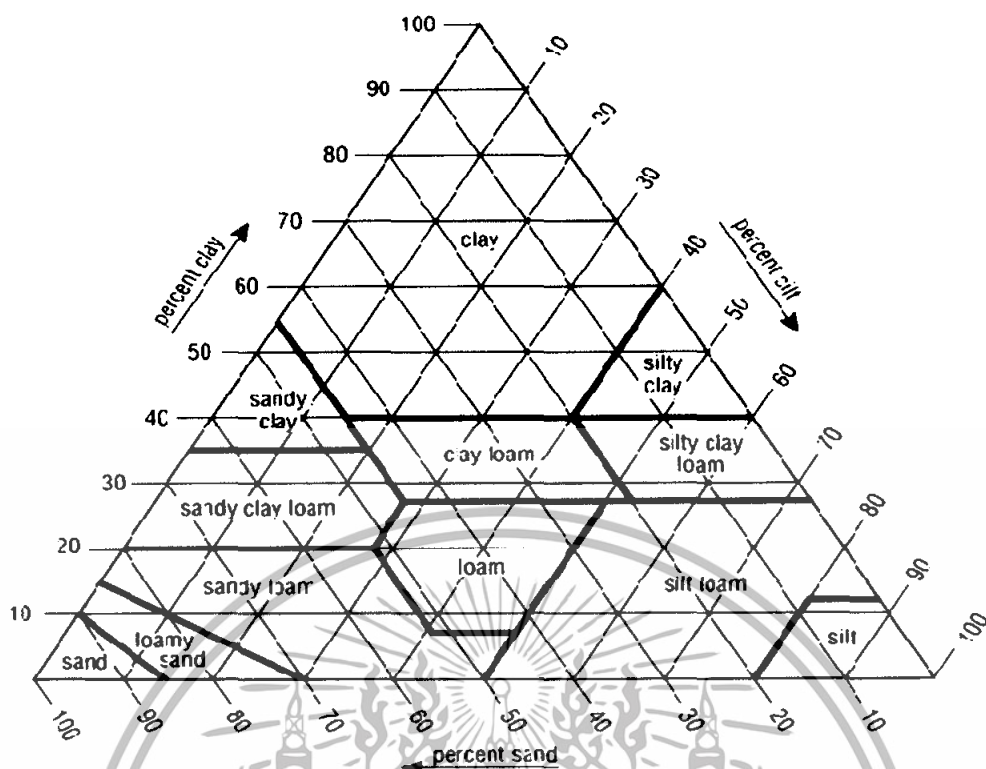 100
10
90
20
80
30
70
clay
percent clay
percent silt
40
60
50
50
silty
clay
60
sandy
clay
40
clay loam
silty clay
loam
70
30
sandy clay loam
80
20
loam
sandy loam
silt loam
90
10
loamy
sand
sand
silt
100
100
90
80
70
60
50
40
30
20
10
percent sand